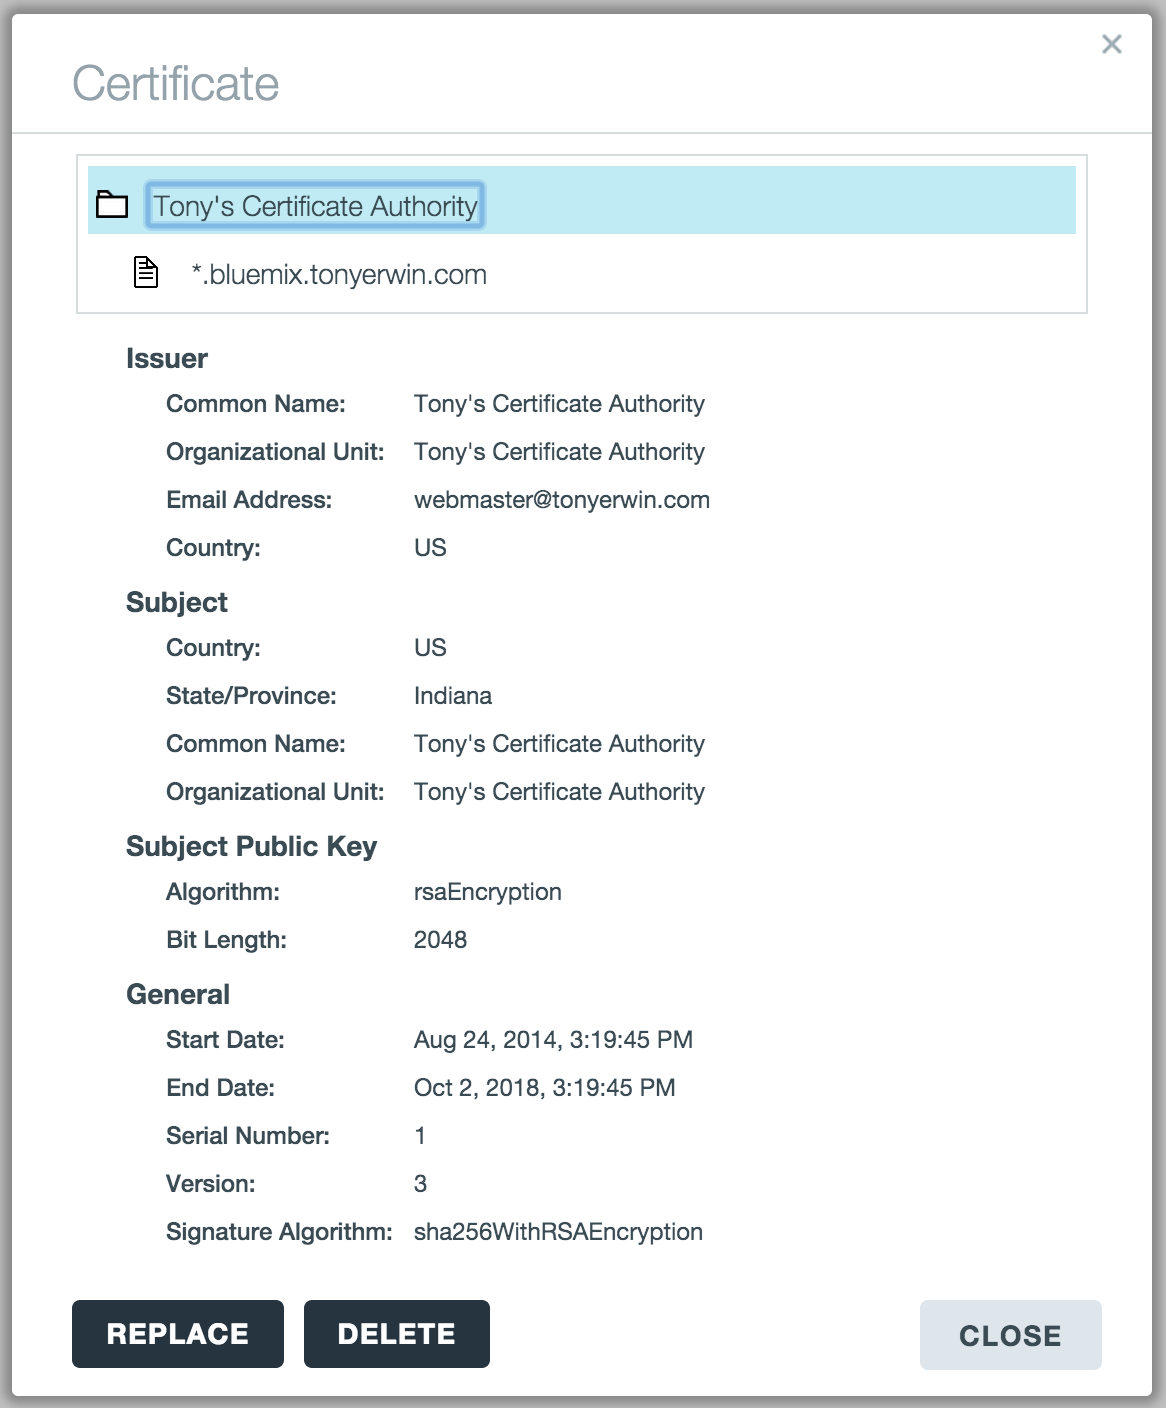 Certificate
Tony's Certificate Authority
*.bluemix.tonyerwin.com
Issuer
Common Name: Tony's Certificate Authority
Organizational Unit: Tony's Certificate Authority
Email Address: webmaster@tonyerwin.com
Country: US
Subject
Country: US
State/Province: Indiana
Common Name: Tony's Certificate Authority
Organizational Unit: Tony's Certificate Authority
Subject Public Key
Algorithm: rsaEncryption
Bit Length: 2048
General
Start Date: Aug 24, 2014, 3:19:45 PM
End Date: Oct 2, 2018, 3:19:45 PM
Serial Number: 1
Version: 3
Signature Algorithm: sha256WithRSAEncryption
REPLACE DELETE CLOSE